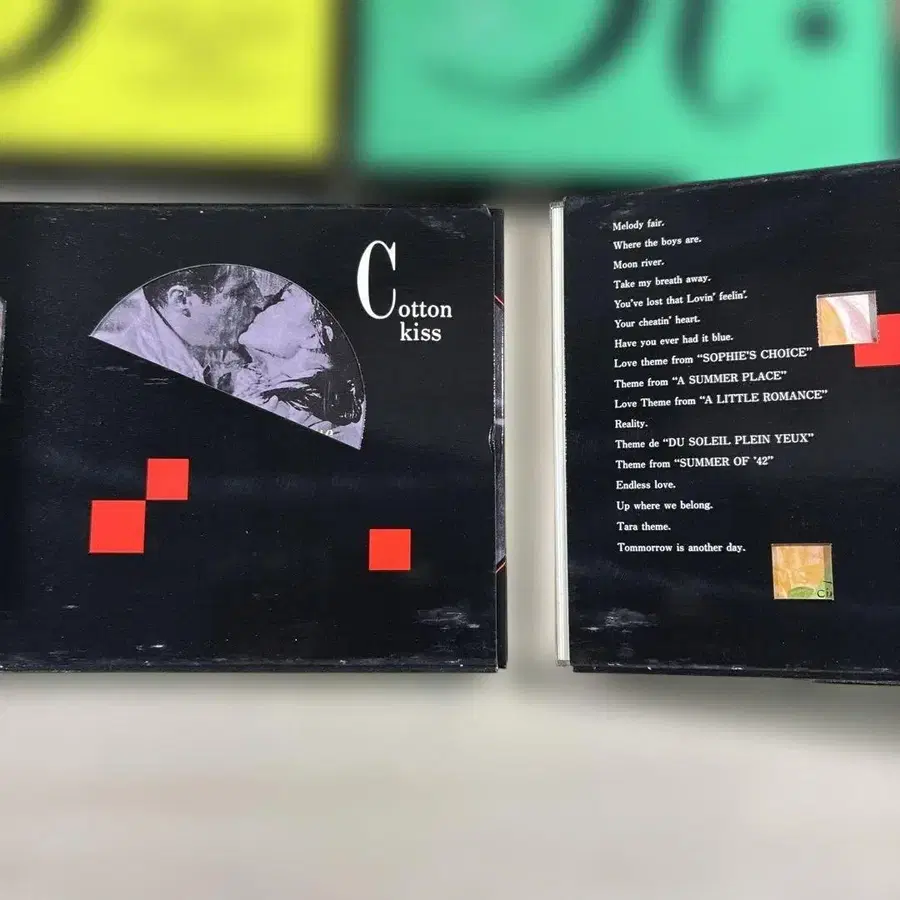 Cotton
kiss
Melody fair.
Where the boys are.
Moon river.
Take my breath away.
You've lost that Lovin' feelin'.
Your cheatin' heart.
Have you ever had it blue.
Love theme from “SOPHIE'S CHOICE”
Theme from “A SUMMER PLACE”
Love Theme from “A LITTLE ROMANCE”
Reality.
Theme de “DU SOLEIL PLEIN YEUX”
Theme from “SUMMER OF '42”
Endless love.
Up where we belong.
Tara theme.
Tommorrow is another day.